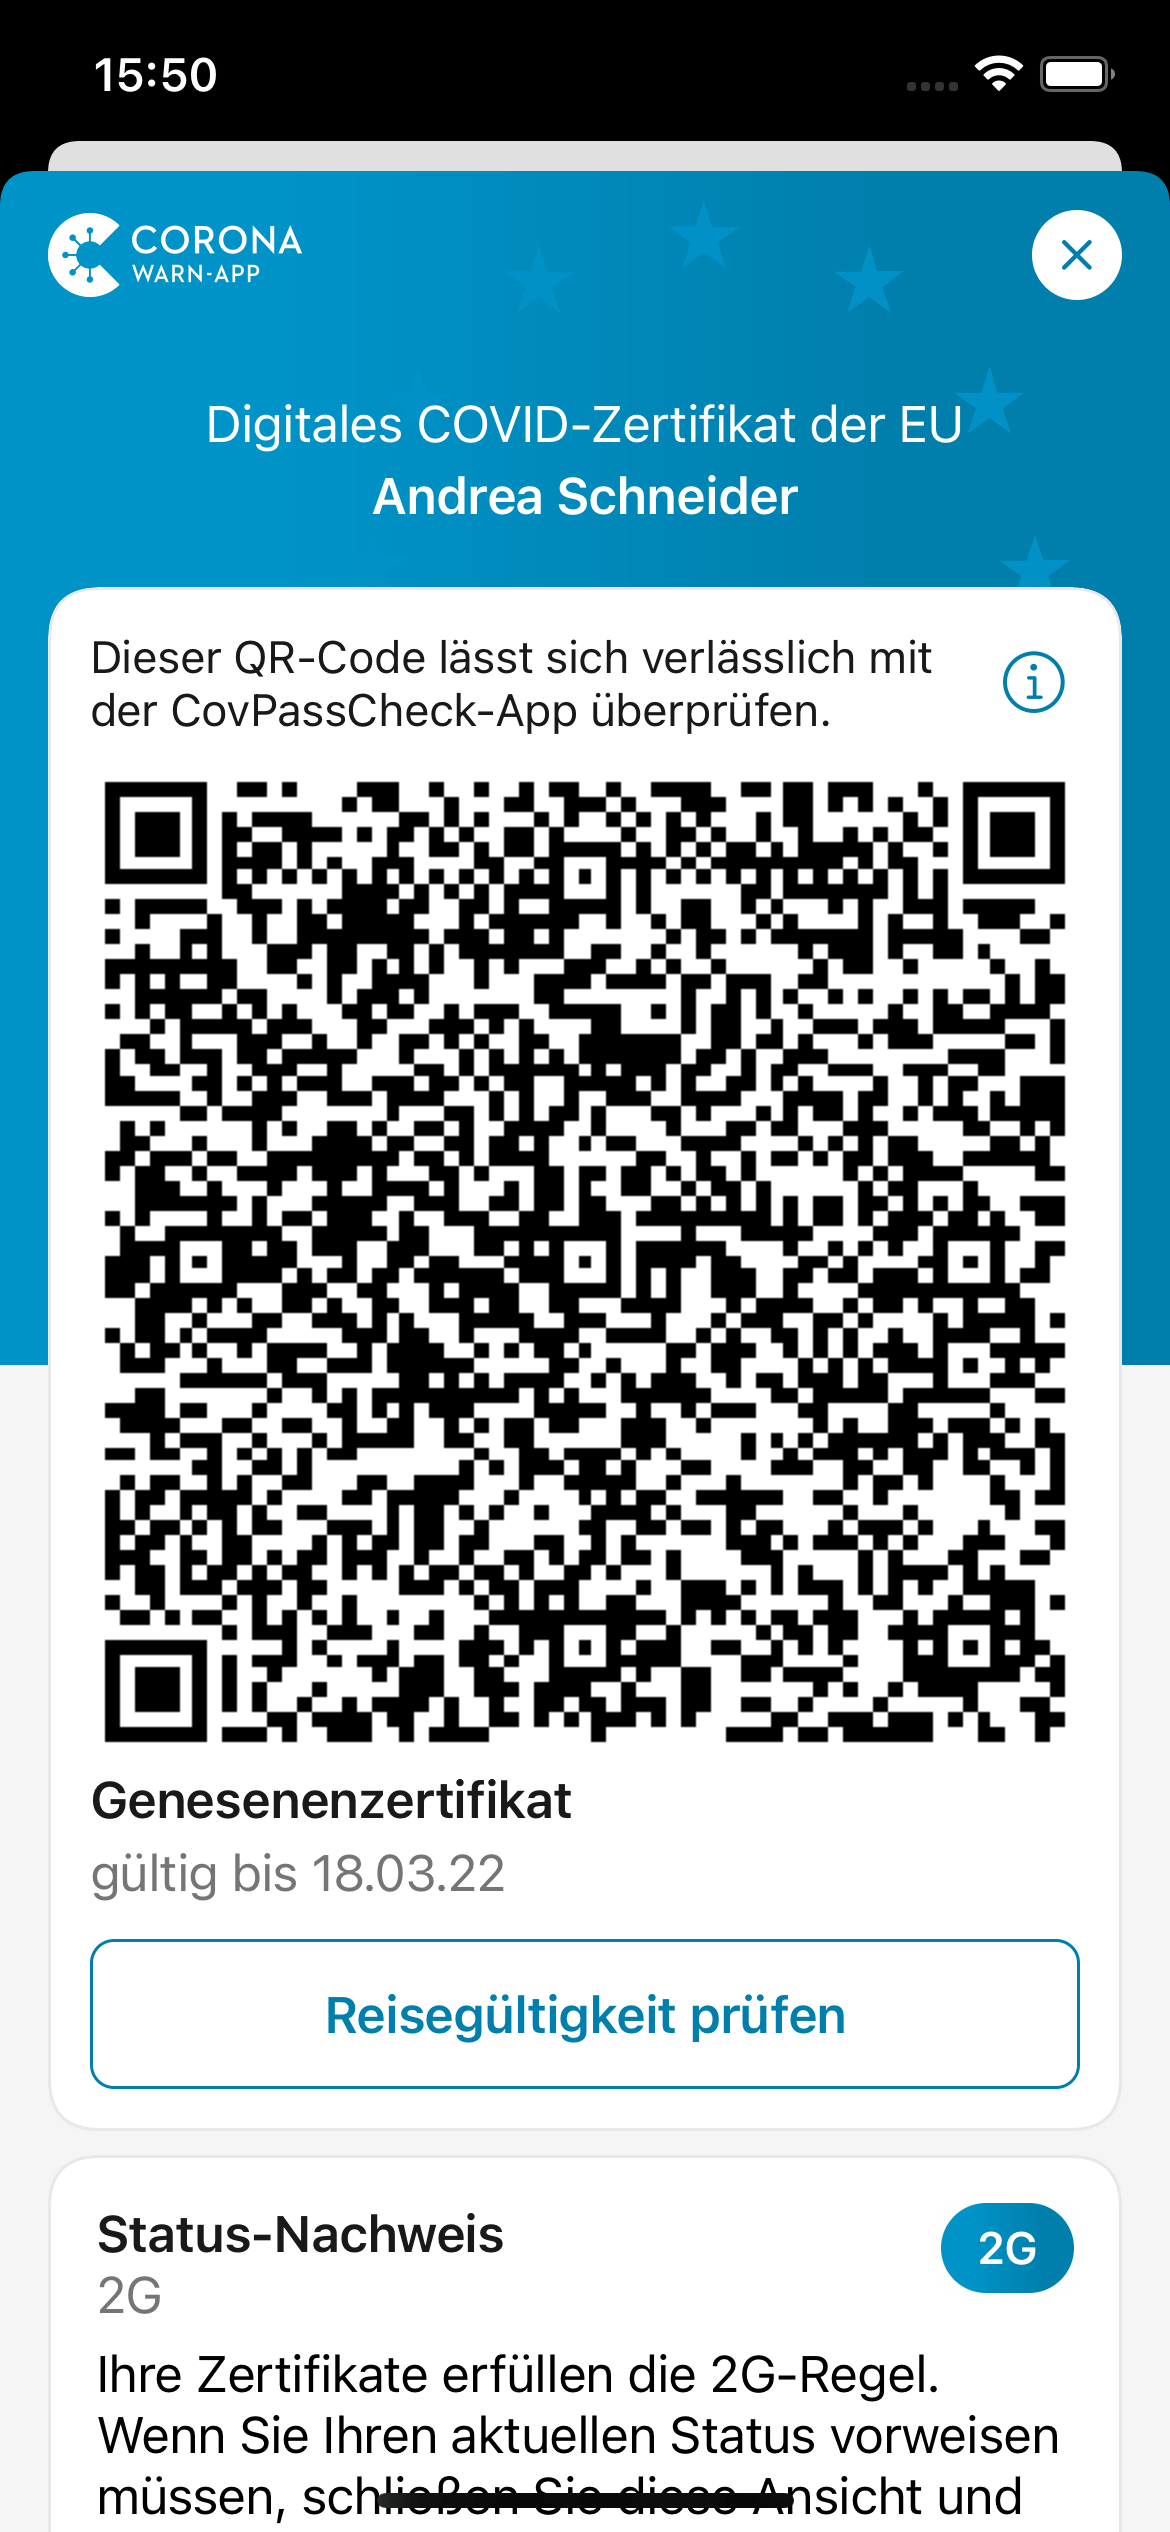 15:50
CORONA
WARN-APP
Digitales COVID-Zertifikat der EU
Andrea Schneider
Dieser QR-Code lässt sich verlässlich mit
der CovPassCheck-App überprüfen.
Genesenenzertifikat
gültig bis 18.03.22
Reisegültigkeit prüfen
Status-Nachweis
2G
2G
Ihre Zertifikate erfüllen die 2G-Regel.
Wenn Sie Ihren aktuellen Status vorweisen
müssen, schließen Sie diese Ansicht und